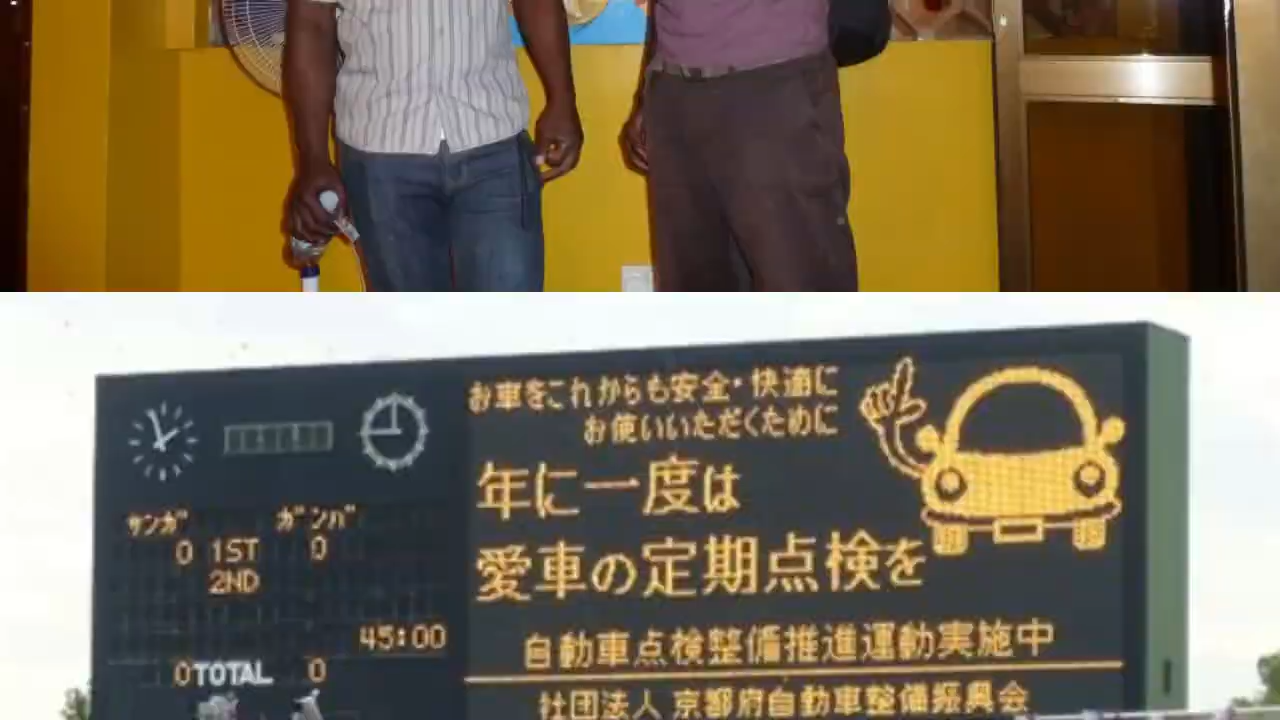 お車をこれからも安全・快適に
お使いいただくために
年に一度は
愛車の定期点検を
自動車点検整備推進運動実施中
社団法人 京都府自動車整備振興会
サンガ ガンバ
0 1ST 0
2ND
45:00
0 TOTAL 0